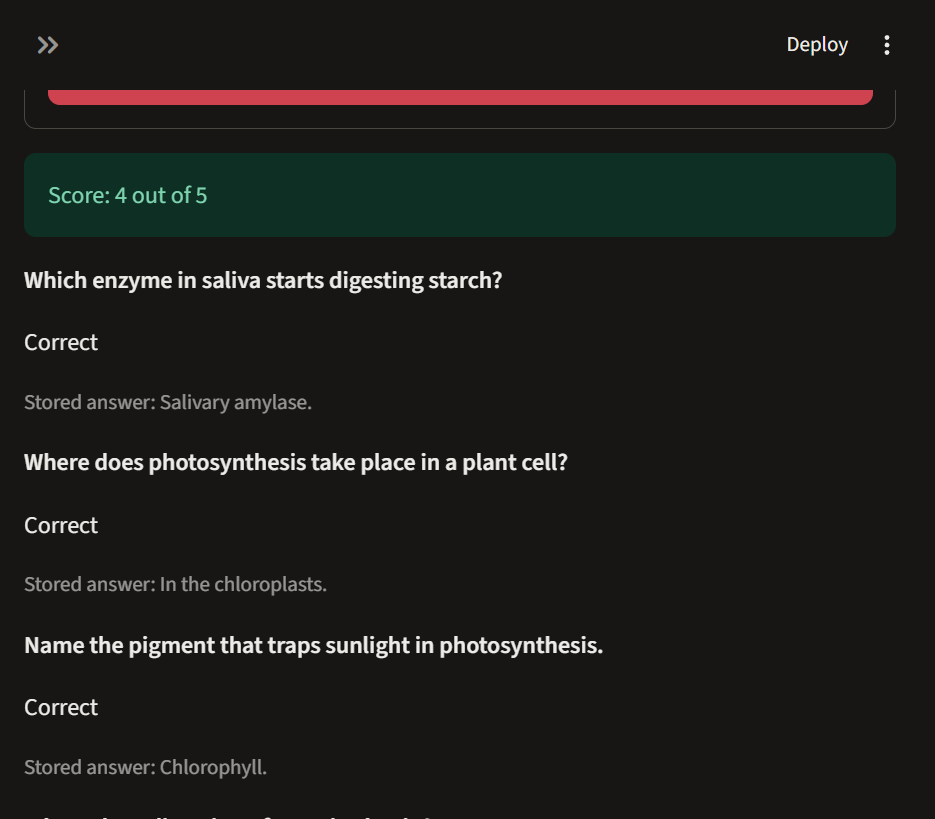 Deploy
Score: 4 out of 5
Which enzyme in saliva starts digesting starch?
Correct
Stored answer: Salivary amylase.
Where does photosynthesis take place in a plant cell?
Correct
Stored answer: In the chloroplasts.
Name the pigment that traps sunlight in photosynthesis.
Correct
Stored answer: Chlorophyll.